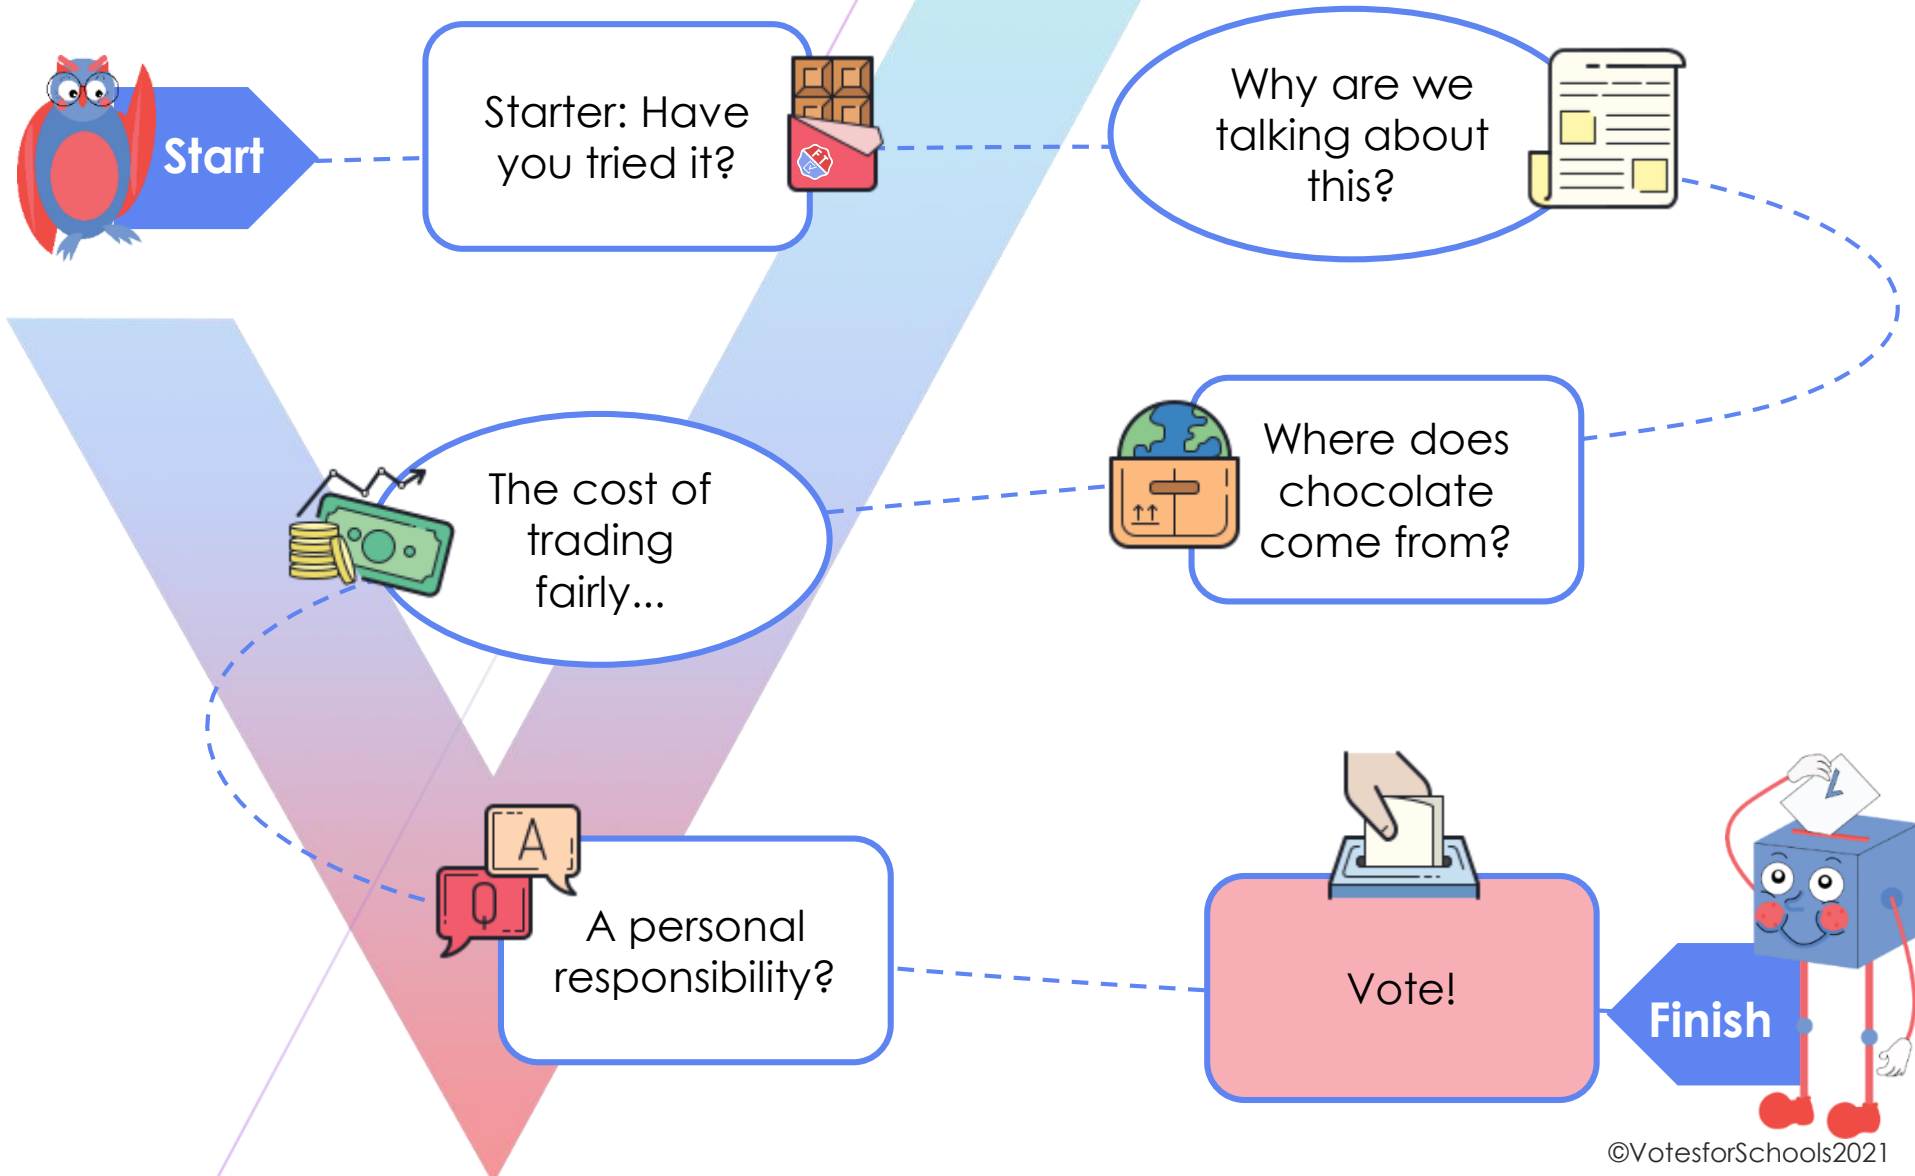 Start
Starter: Have
you tried it?
FT
Why are we
talking about
this?
Where does
chocolate
come from?
The cost of
trading
fairly...
A
Q
A personal
responsibility?
Vote!
Finish
©VotesforSchools2021